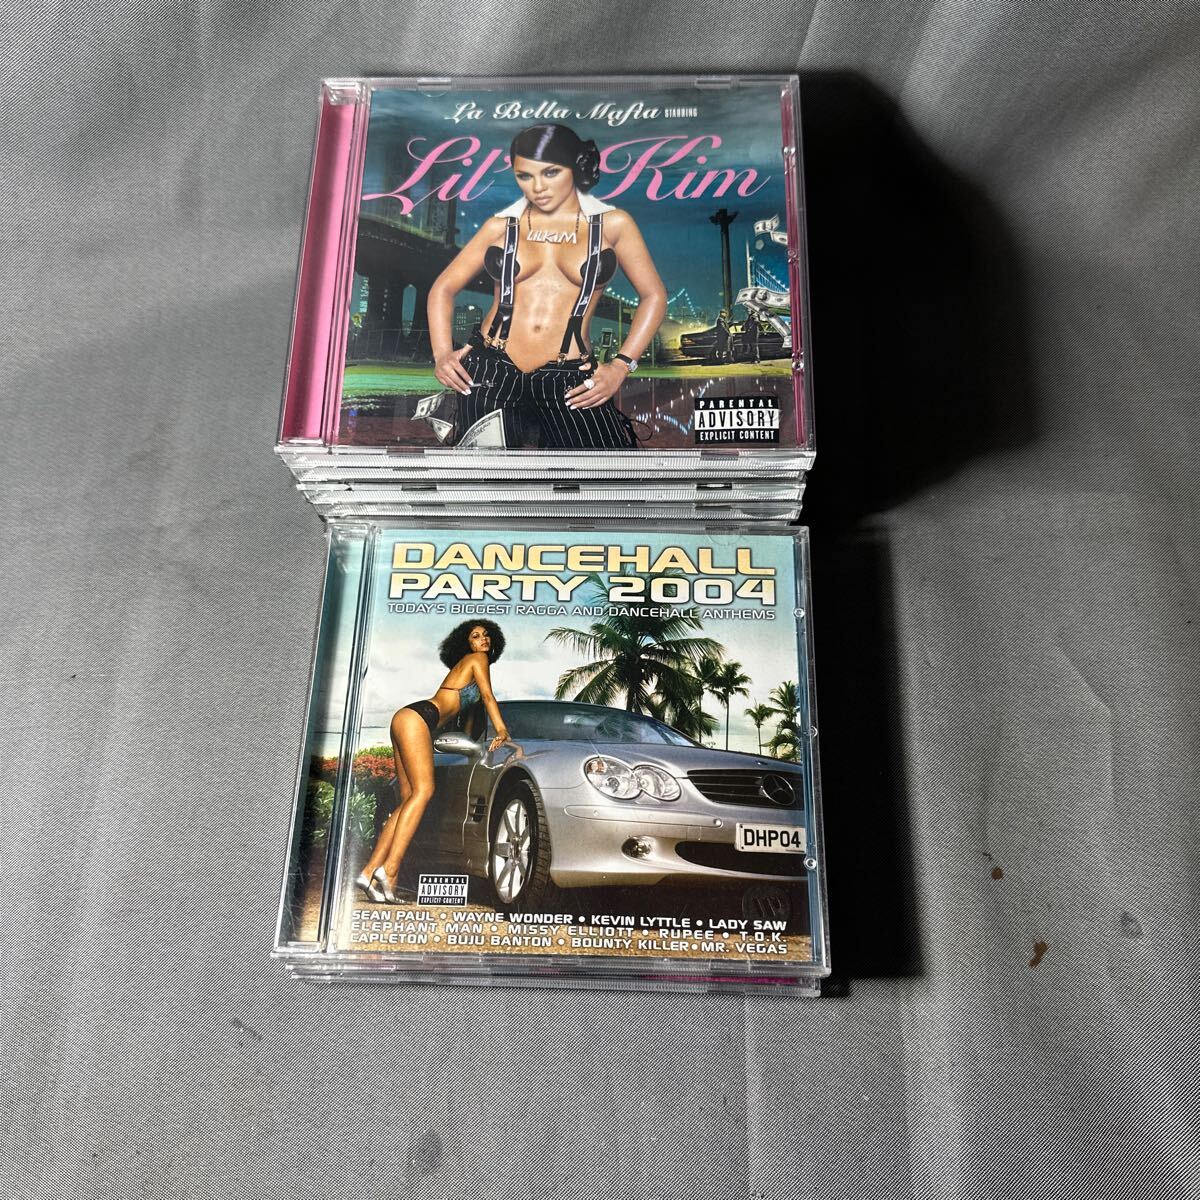 La Bella Mafia STARRING
Lil' Kim
LILKIM
PARENTAL
ADVISORY
EXPLICIT CONTENT
DANCEHALL
PARTY 2004
TODAY'S BIGGEST RAGGA AND DANCEHALL ANTHEMS
DHP04
PARENTAL
ADVISORY
EXPLICIT CONTENT
SEAN PAUL • WAYNE WONDER • KEVIN LYTTLE • LADY SAW
ELEPHANT MAN • MISSY ELLIOTT • RUPEE • T.O.K.
CAPLETON • BUJU BANTON • BOUNTY KILLER • MR. VEGAS